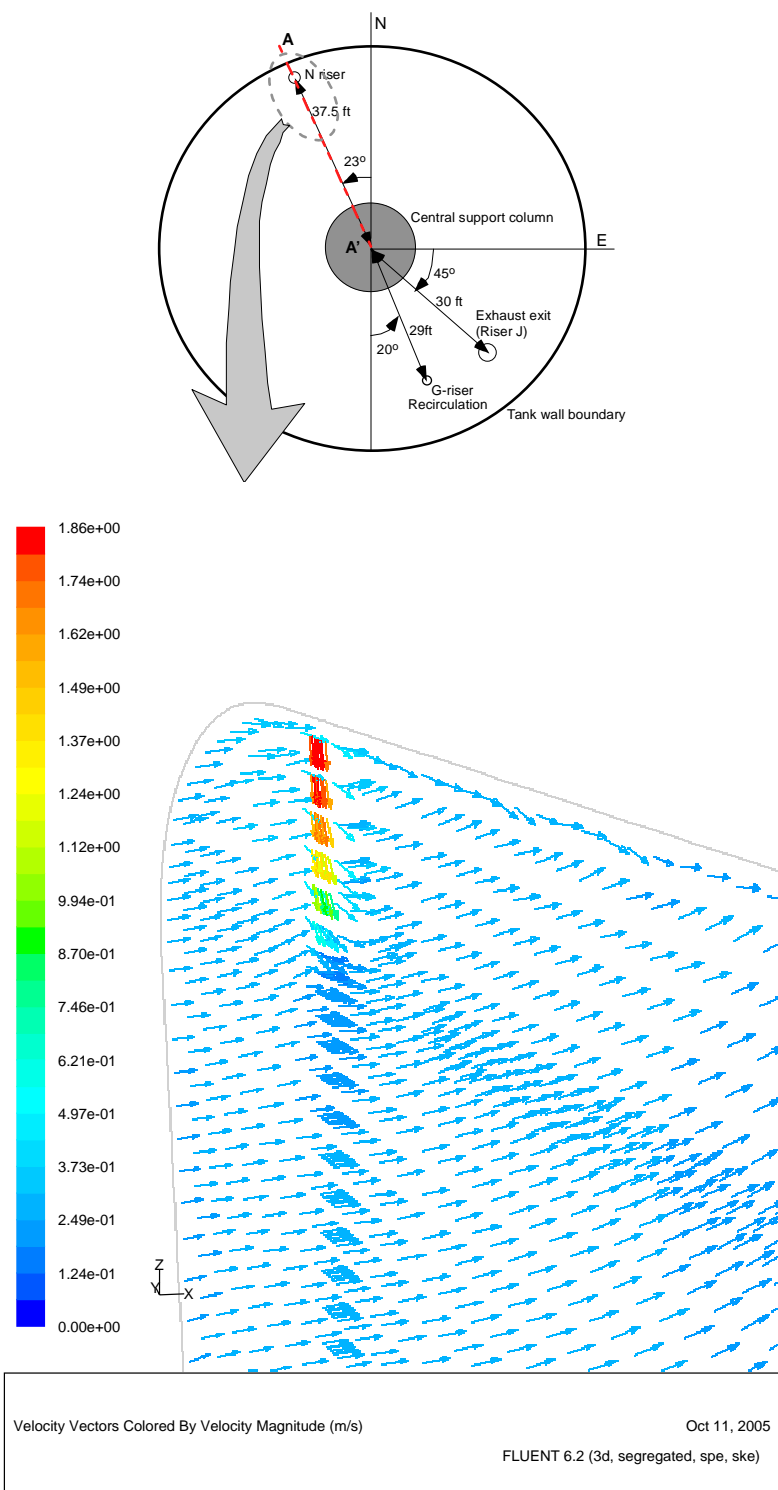 N
A
N riser
37.5 ft
23º
Central support column
A'
E
45º
30 ft
Exhaust exit
(Riser J)
29ft
20º
G-riser
Recirculation
Tank wall boundary
1.86e+00
1.74e+00
1.62e+00
1.49e+00
1.37e+00
1.24e+00
1.12e+00
9.94e-01
8.70e-01
7.46e-01
6.21e-01
4.97e-01
3.73e-01
2.49e-01
1.24e-01
0.00e+00
Z
Y
X
Velocity Vectors Colored By Velocity Magnitude (m/s)
Oct 11, 2005
FLUENT 6.2 (3d, segregated, spe, ske)